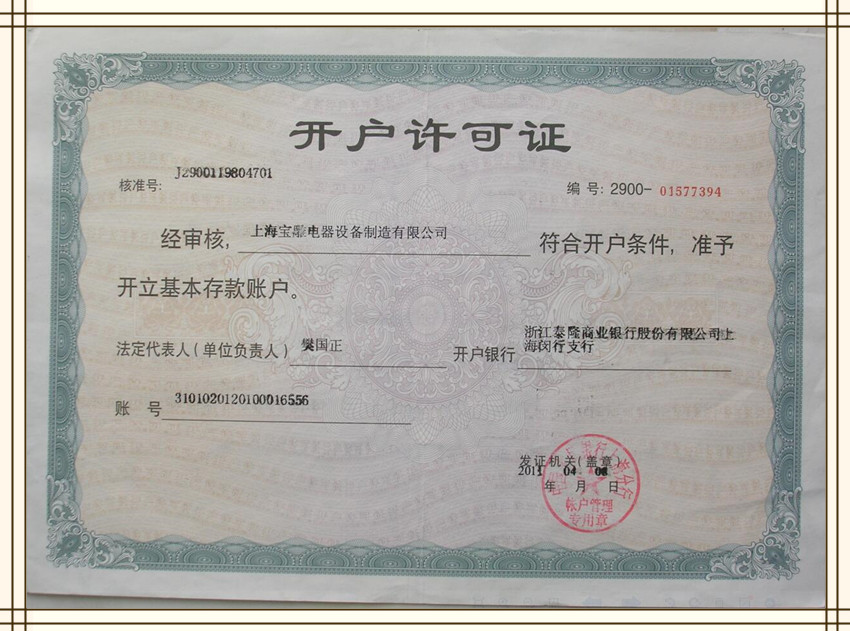 开户许可证
核准号: J2900119804701
编号: 2900-01577394
经审核, 上海宝龍电器设备制造有限公司 符合开户条件, 准予
开立基本存款账户。
法定代表人(单位负责人) 樊国正 开户银行 浙江泰隆商业银行股份有限公司上
海闵行支行
账 号 3101020120100016556
发证机关(盖章)
2011 04
年 月 日
帐户管理
专用章